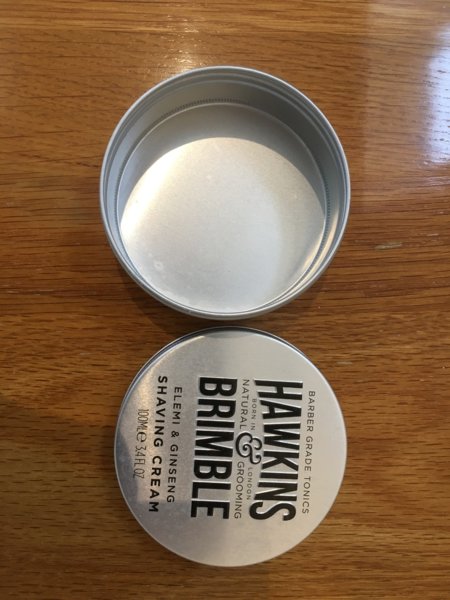 BARBER GRADE TONICS
HAWKINS
BORN IN & LONDON
NATURAL GROOMING
BRIMBLE
ELEMI & GINSENG
SHAVING CREAM
100ML ℮ 3.4 FL OZ